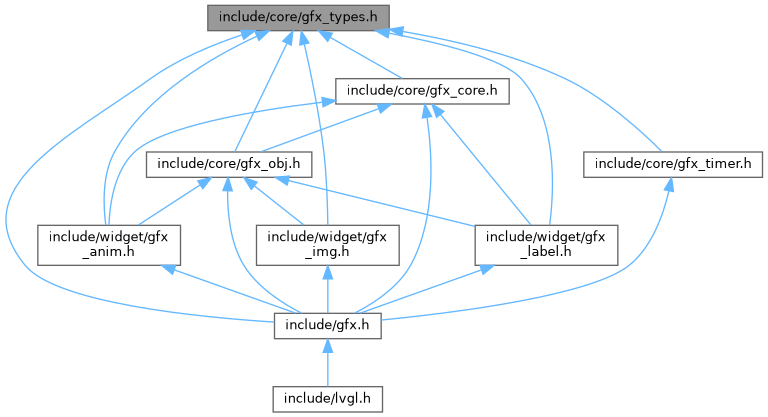 include/core/gfx_types.h
include/core/gfx_core.h
include/core/gfx_obj.h
include/core/gfx_timer.h
include/widget/gfx
_anim.h
include/widget/gfx
_img.h
include/widget/gfx
_label.h
include/gfx.h
include/lvgl.h